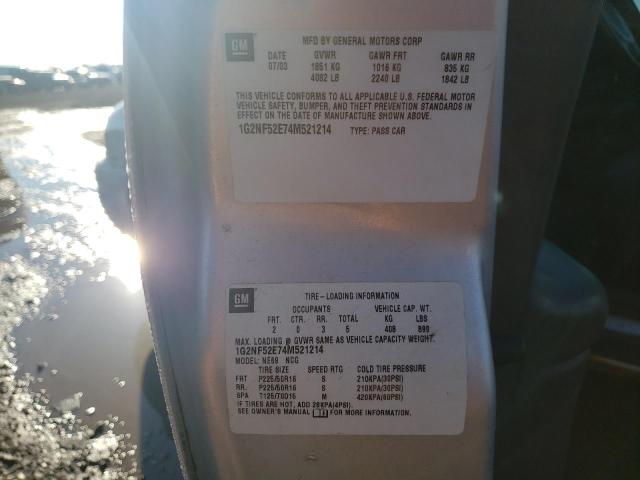 GM MFD BY GENERAL MOTORS CORP
DATE GVWR GAWR FRT GAWR RR
07/03 1851 KG 1016 KG 835 KG
4082 LB 2240 LB 1842 LB
THIS VEHICLE CONFORMS TO ALL APPLICABLE U.S. FEDERAL MOTOR
VEHICLE SAFETY, BUMPER, AND THEFT PREVENTION STANDARDS IN
EFFECT ON THE DATE OF MANUFACTURE SHOWN ABOVE.
1G2NF52E74M521214 TYPE: PASS CAR
GM TIRE-LOADING INFORMATION
OCCUPANTS VEHICLE CAP. WT.
FRT. CTR. RR. TOTAL KG LBS
2 0 3 5 408 899
MAX. LOADING @ GVWR SAME AS VEHICLE CAPACITY WEIGHT.
1G2NF52E74M521214
MODEL: NE69 NCG
TIRE SIZE SPEED RTG COLD TIRE PRESSURE
FRT P225/50R16 S 210KPA(30PSI)
RR. P225/50R16 S 210KPA(30PSI)
SPA T125/70D15 M 420KPA(60PSI)
IF TIRES ARE HOT, ADD 28KPA(4PSI).
SEE OWNER'S MANUAL FOR MORE INFORMATION.